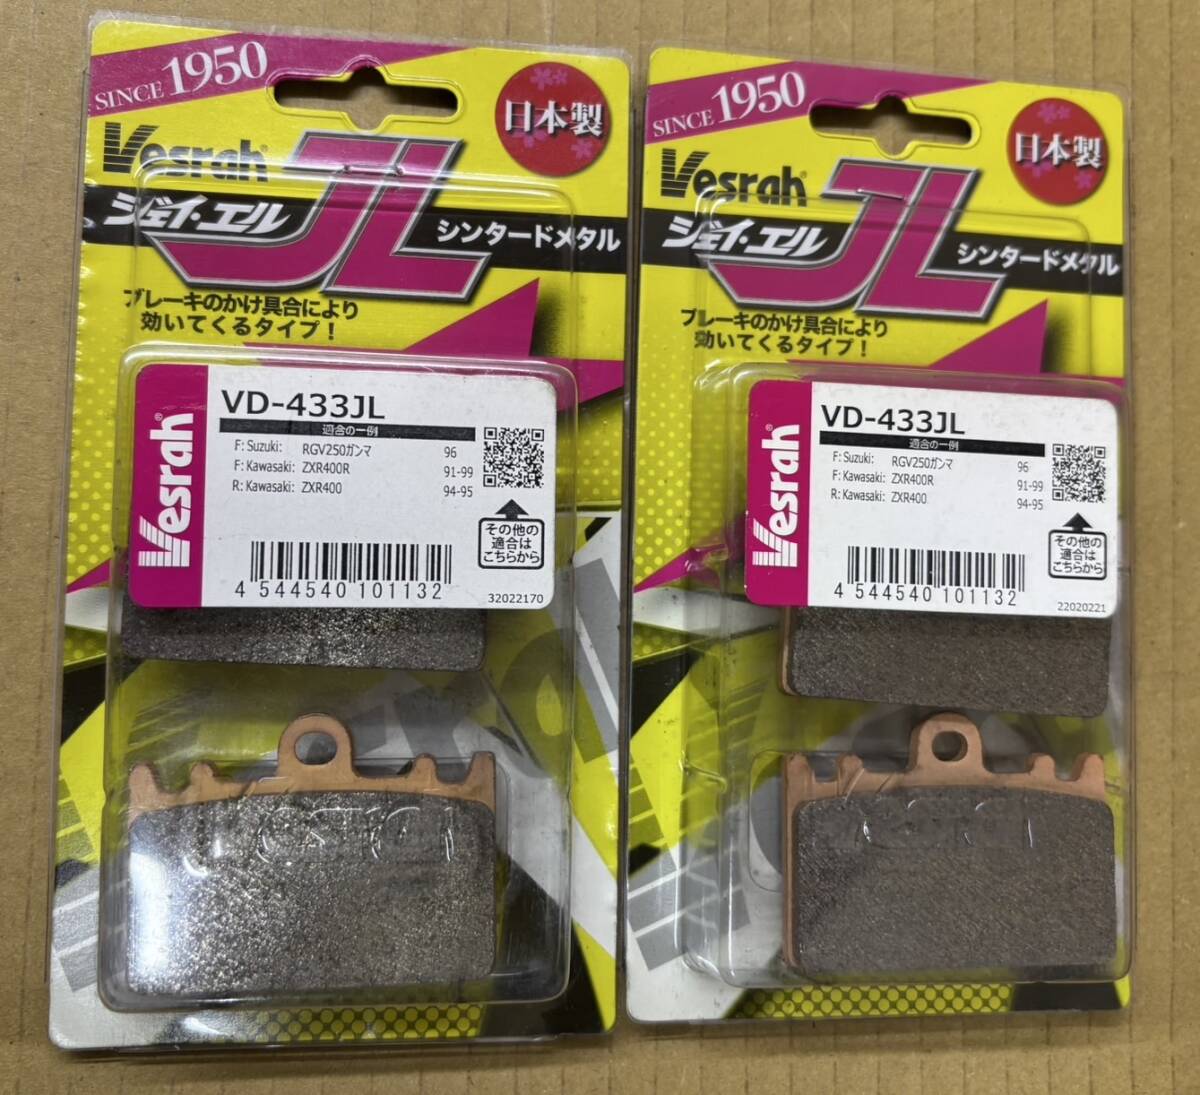 SINCE 1950
日本製
Vesrah®
JL
ジェイ・エル
シンタードメタル
ブレーキのかけ具合により
効いてくるタイプ!
Vesrah®
VD-433JL
適合の一例
F: Suzuki: RGV250ガンマ 96
F: Kawasaki: ZXR400R 91-99
R: Kawasaki: ZXR400 94-95
その他の
適合は
こちらから
4 544540 101132
32022170
SINCE 1950
日本製
Vesrah®
JL
ジェイ・エル
シンタードメタル
ブレーキのかけ具合により
効いてくるタイプ!
Vesrah®
VD-433JL
適合の一例
F: Suzuki: RGV250ガンマ 96
F: Kawasaki: ZXR400R 91-99
R: Kawasaki: ZXR400 94-95
その他の
適合は
こちらから
4 544540 101132
22020221